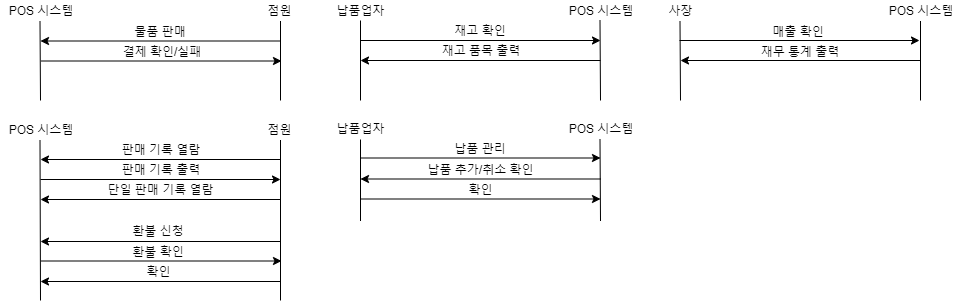 POS 시스템 점원
물품 판매
결제 확인/실패
납품업자 POS 시스템
재고 확인
재고 품목 출력
사장 POS 시스템
매출 확인
재무 통계 출력
POS 시스템 점원
판매 기록 열람
판매 기록 출력
단일 판매 기록 열람
환불 신청
환불 확인
확인
납품업자 POS 시스템
납품 관리
납품 추가/취소 확인
확인